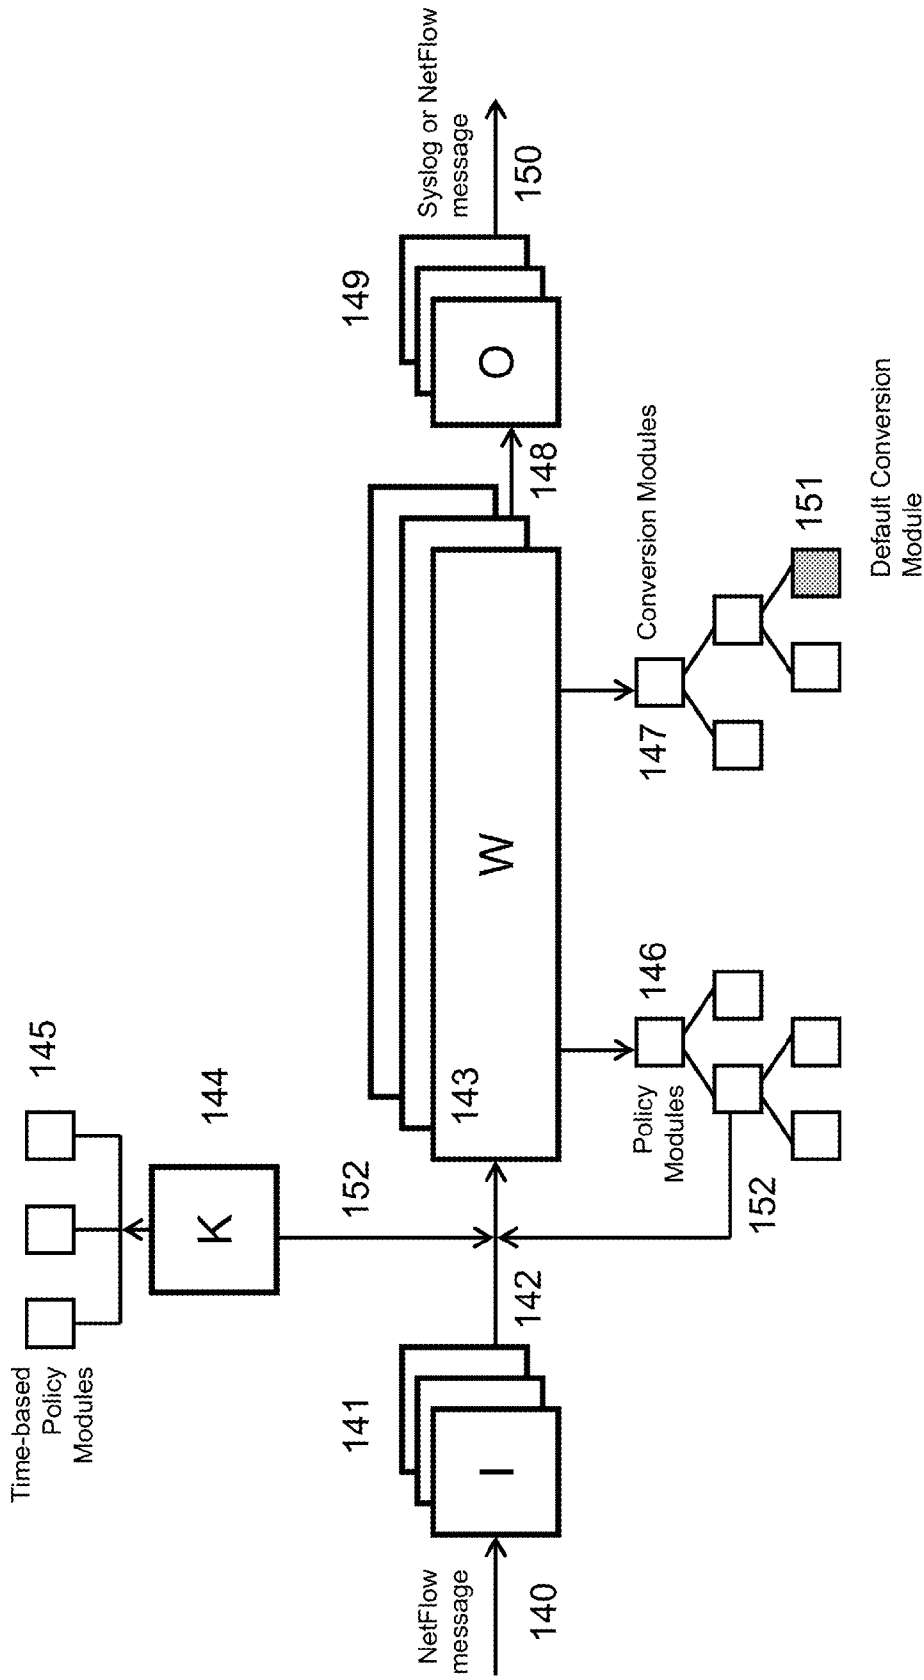 Time-based
Policy
Modules
145
K
144
152
NetFlow
message
140
I
141
142
W
143
Policy
Modules
146
152
147
Conversion Modules
151
Default Conversion
Module
148
O
149
Syslog or NetFlow
message
150